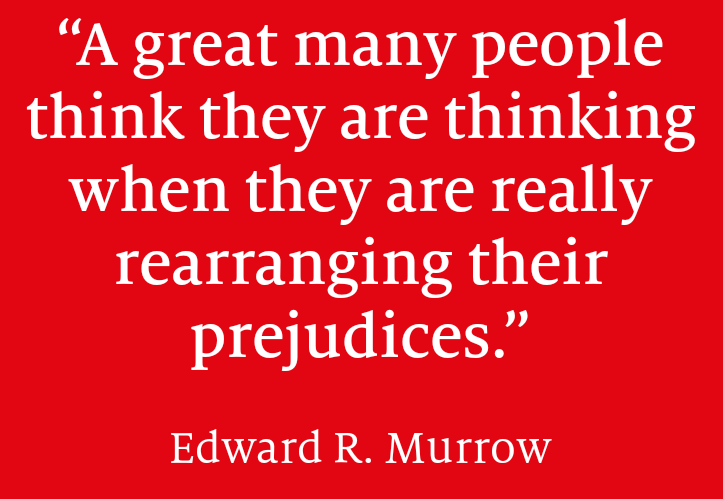 “A great many people
think they are thinking
when they are really
rearranging their
prejudices.”
Edward R. Murrow